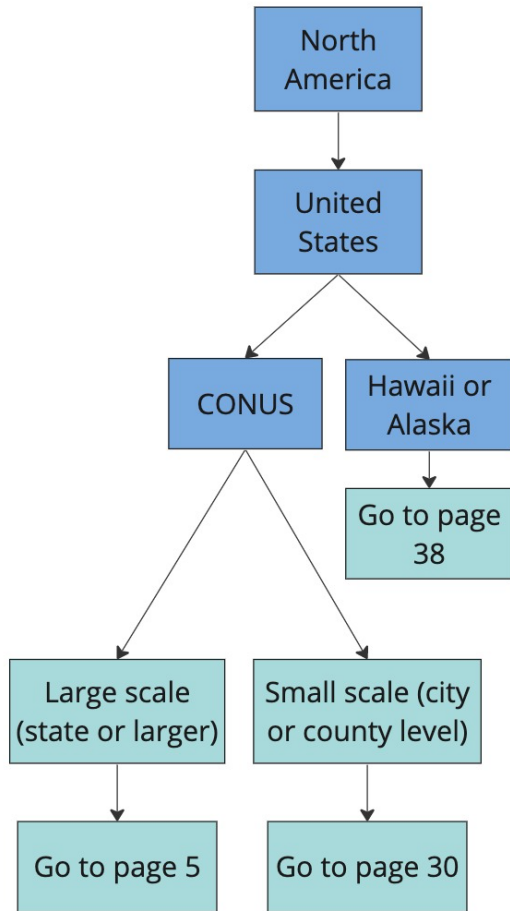 North
America
United
States
CONUS
Hawaii or
Alaska
Go to page
38
Large scale
(state or larger)
Small scale (city
or county level)
Go to page 5
Go to page 30